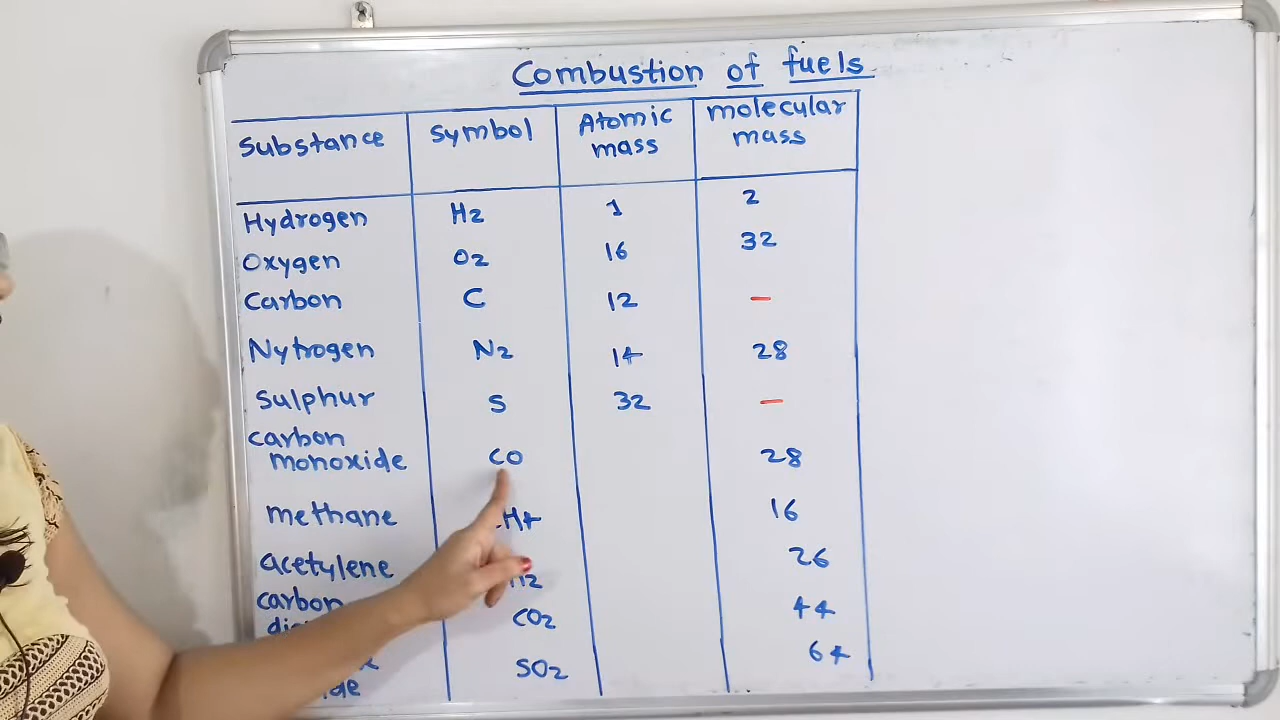 Combustion of fuels
Substance Symbol Atomic mass molecular mass
Hydrogen H2 1 2
Oxygen O2 16 32
Carbon C 12 —
Nytrogen N2 14 28
Sulphur S 32 —
carbon
monoxide CO 28
methane H4 16
acetylene H2 26
carbon
CO2 44
SO2 64